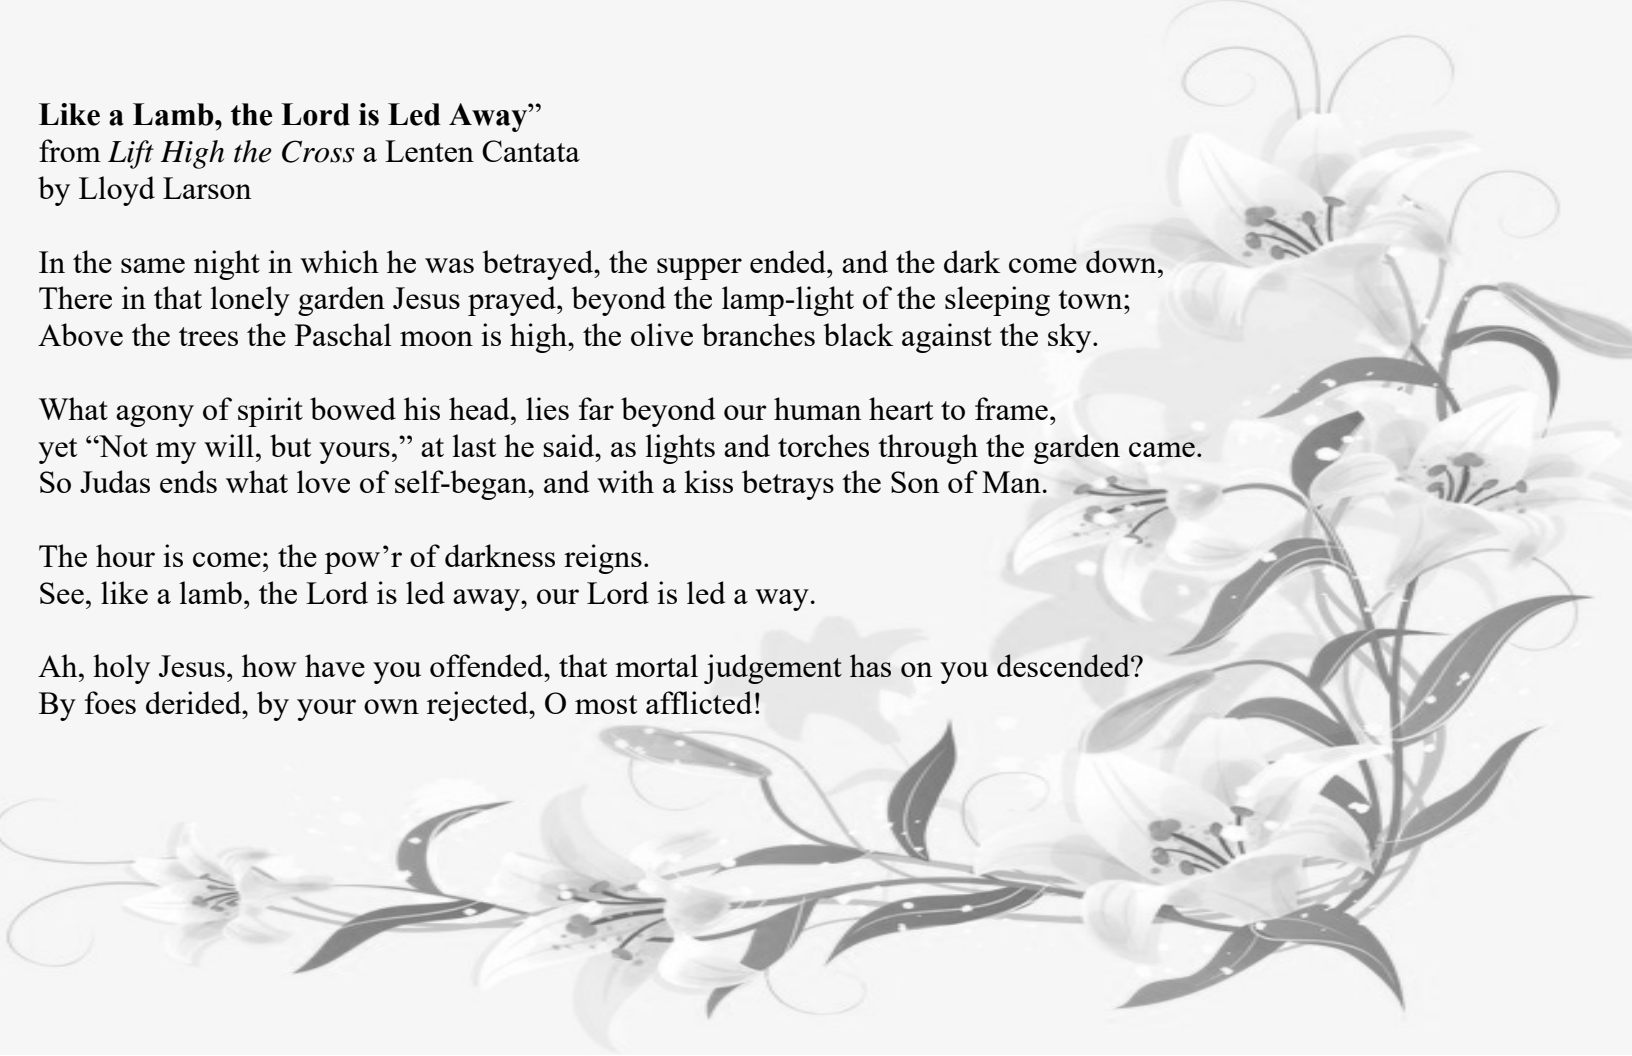 Like a Lamb, the Lord is Led Away”
from Lift High the Cross a Lenten Cantata
by Lloyd Larson
In the same night in which he was betrayed, the supper ended, and the dark come down,
There in that lonely garden Jesus prayed, beyond the lamp-light of the sleeping town;
Above the trees the Paschal moon is high, the olive branches black against the sky.
What agony of spirit bowed his head, lies far beyond our human heart to frame,
yet “Not my will, but yours,” at last he said, as lights and torches through the garden came.
So Judas ends what love of self-began, and with a kiss betrays the Son of Man.
The hour is come; the pow’r of darkness reigns.
See, like a lamb, the Lord is led away, our Lord is led a way.
Ah, holy Jesus, how have you offended, that mortal judgement has on you descended?
By foes derided, by your own rejected, O most afflicted!